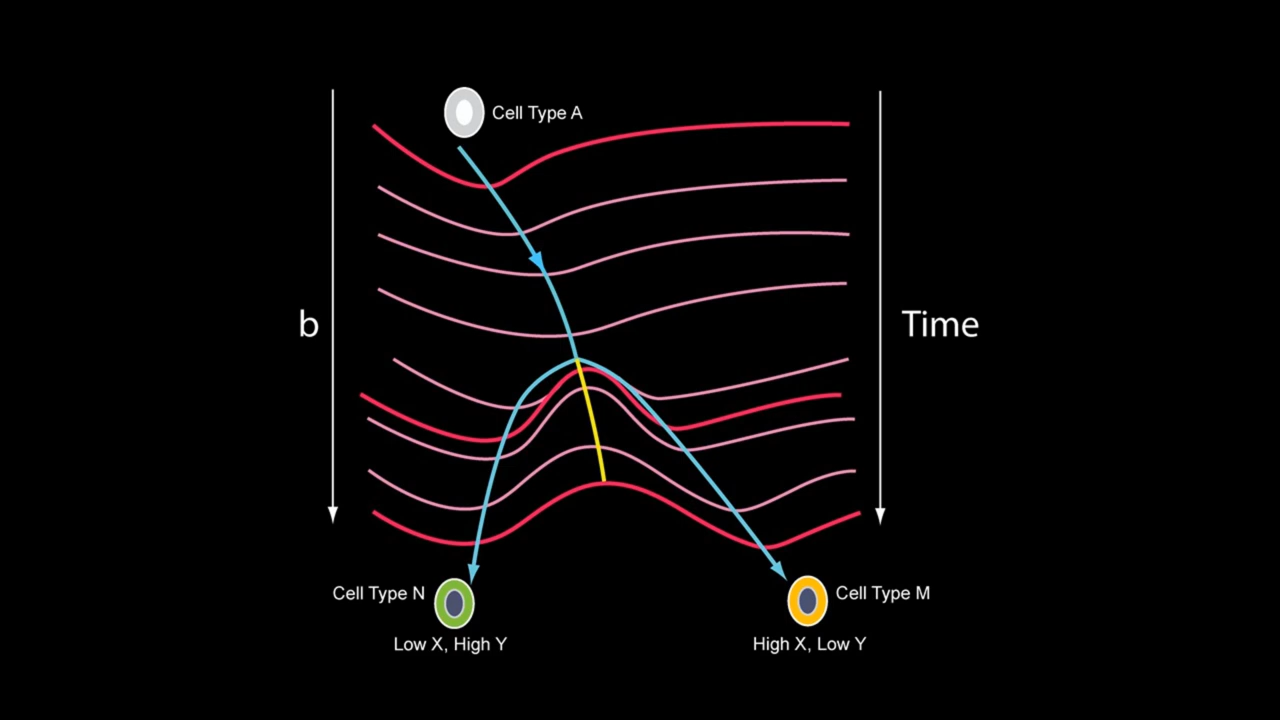 Cell Type A
b
Time
Cell Type N
Low X, High Y
Cell Type M
High X, Low Y